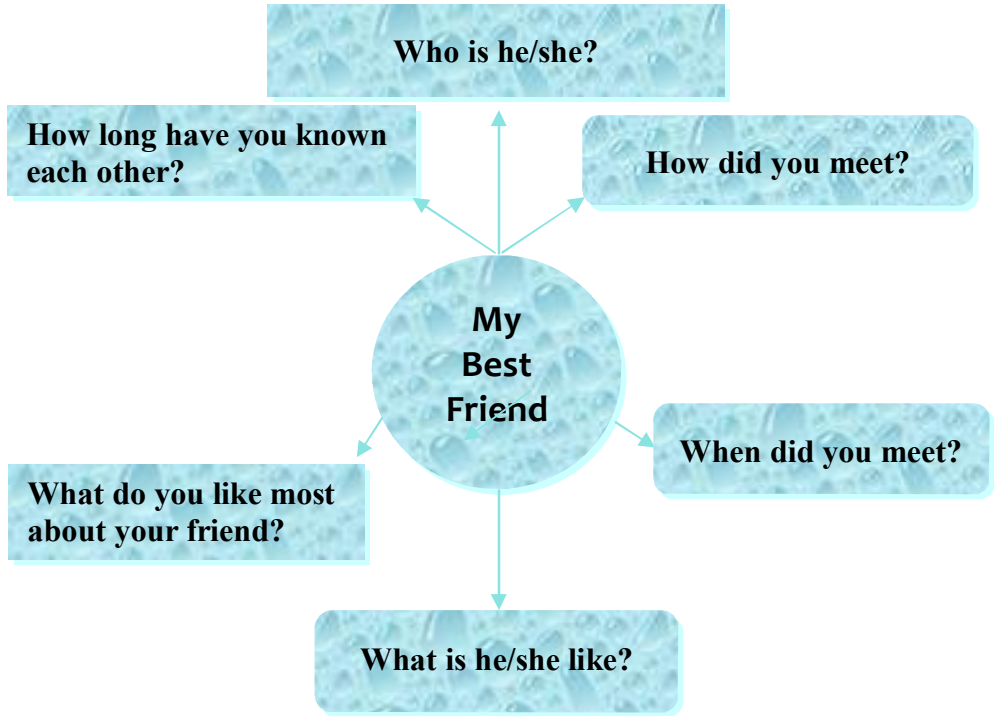 Who is he/she?
How long have you known
each other?
How did you meet?
My
Best
Friend
When did you meet?
What do you like most
about your friend?
What is he/she like?